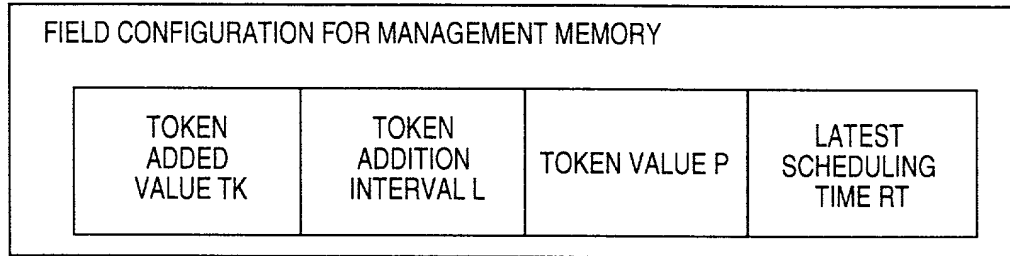 FIELD CONFIGURATION FOR MANAGEMENT MEMORY
TOKEN
ADDED
VALUE TK
TOKEN
ADDITION
INTERVAL L
TOKEN VALUE P
LATEST
SCHEDULING
TIME RT